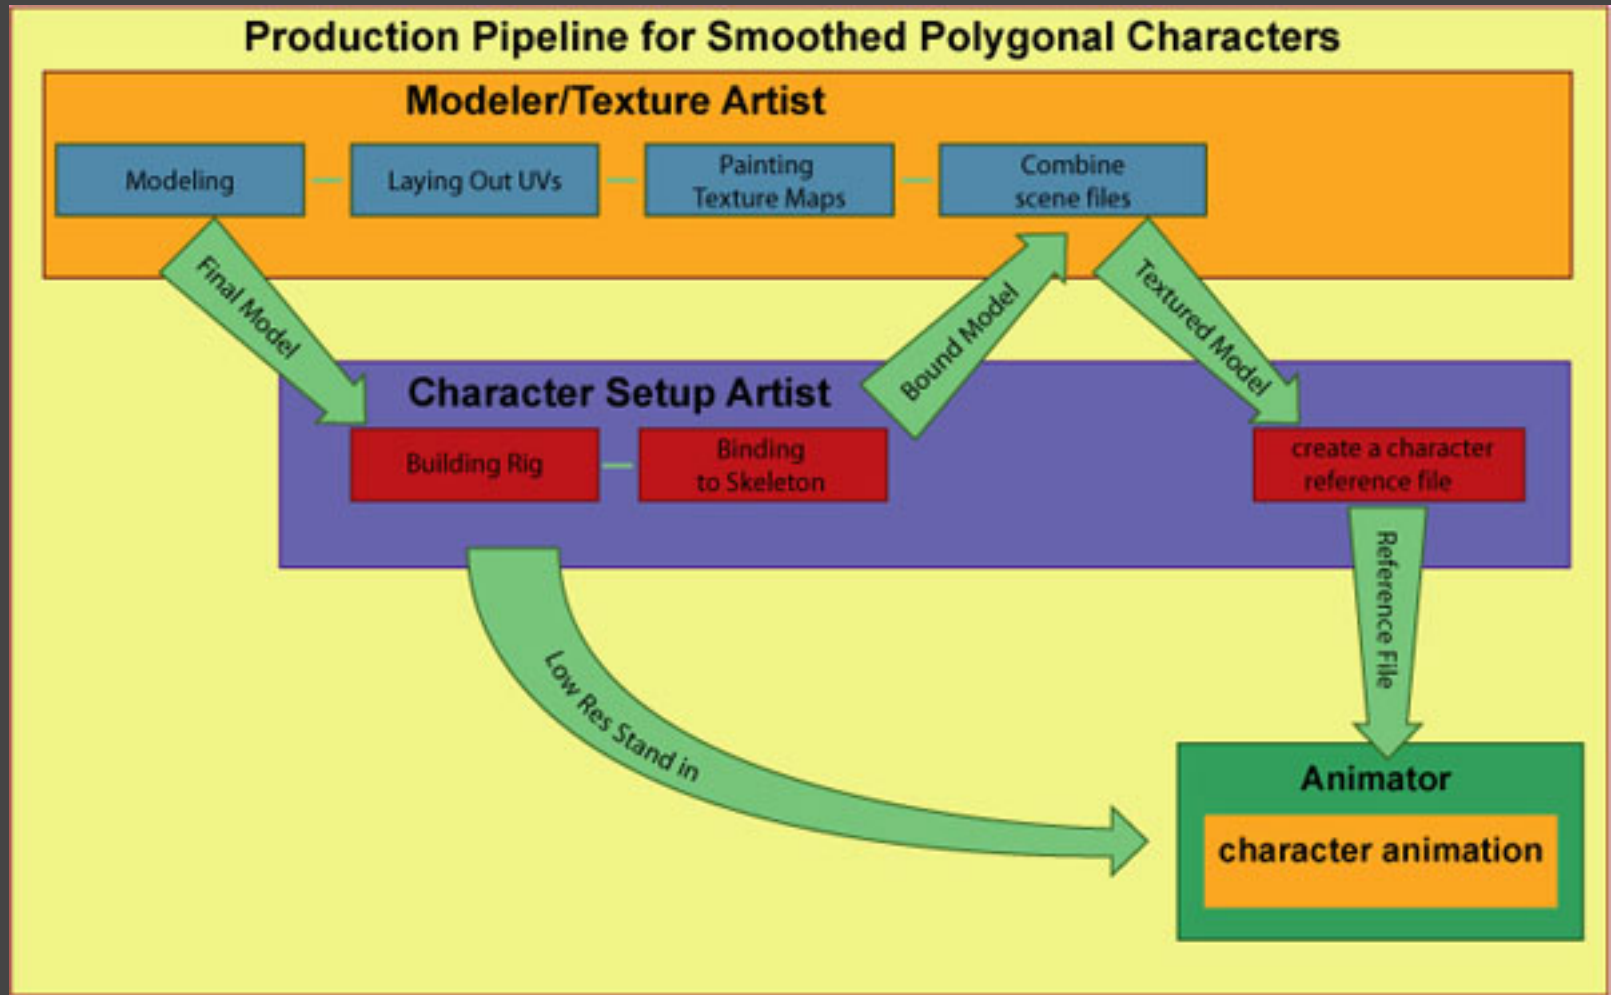 Production Pipeline for Smoothed Polygonal Characters
Modeler/Texture Artist
Modeling
Laying Out UVs
Painting
Texture Maps
Combine
scene files
Final Model
Bound Model
Textured Model
Character Setup Artist
Building Rig
Binding
to Skeleton
create a character
reference file
Low Res Stand in
Reference File
Animator
character animation